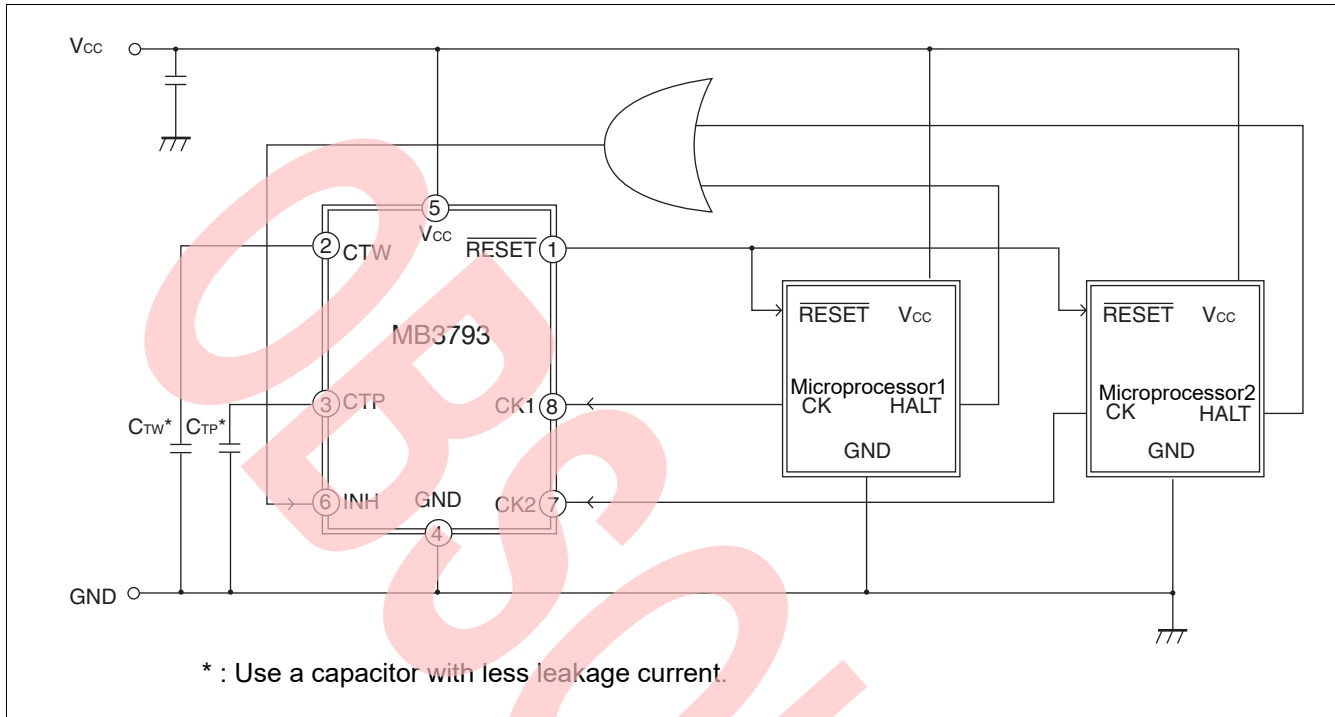 VCC
5
VCC
2
CTW
RESET
1
RESET
VCC
RESET
VCC
MB3793
Microprocessor1
CK
HALT
Microprocessor2
CK
HALT
3
CTP
CK1
8
CTW*
CTP*
GND
GND
6
INH
GND
CK2
7
4
GND
* : Use a capacitor with less leakage current.
OBSO